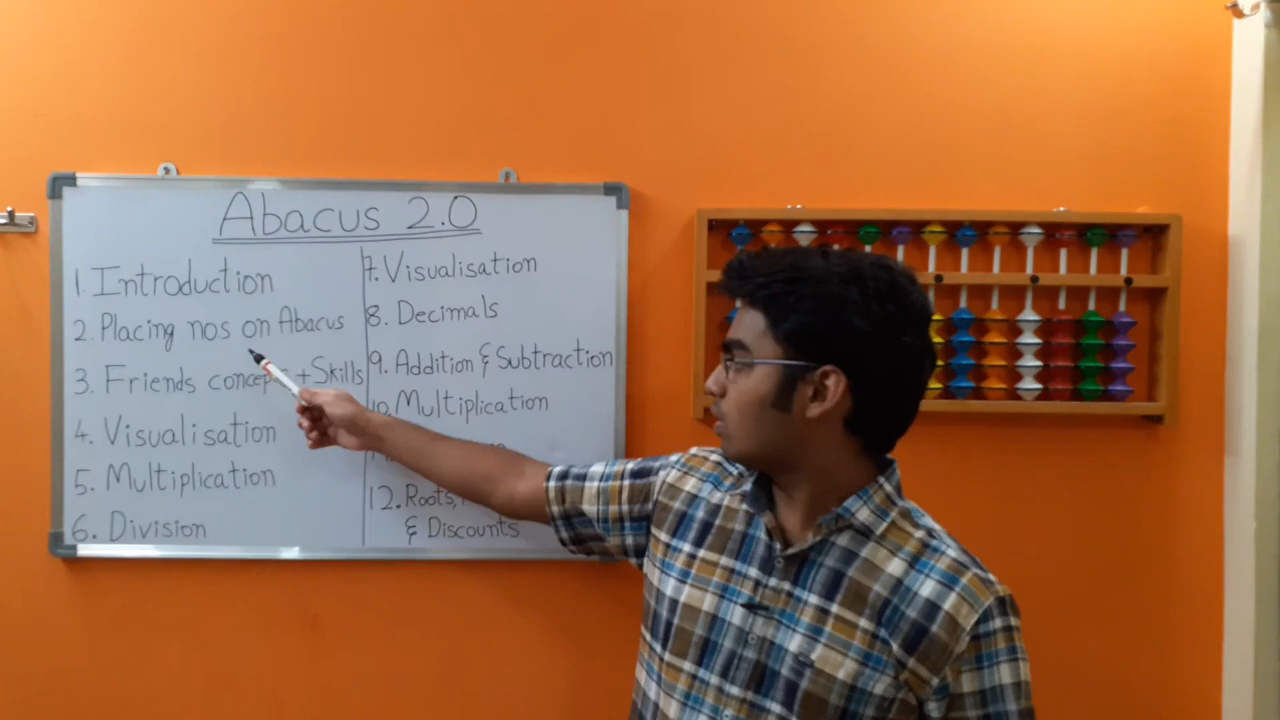 Abacus 2.0
1. Introduction
2. Placing nos on Abacus
3. Friends concept +Skills
4. Visualisation
5. Multiplication
6. Division
7. Visualisation
8. Decimals
9. Addition & Subtraction
10. Multiplication
12. Roots,
& Discounts